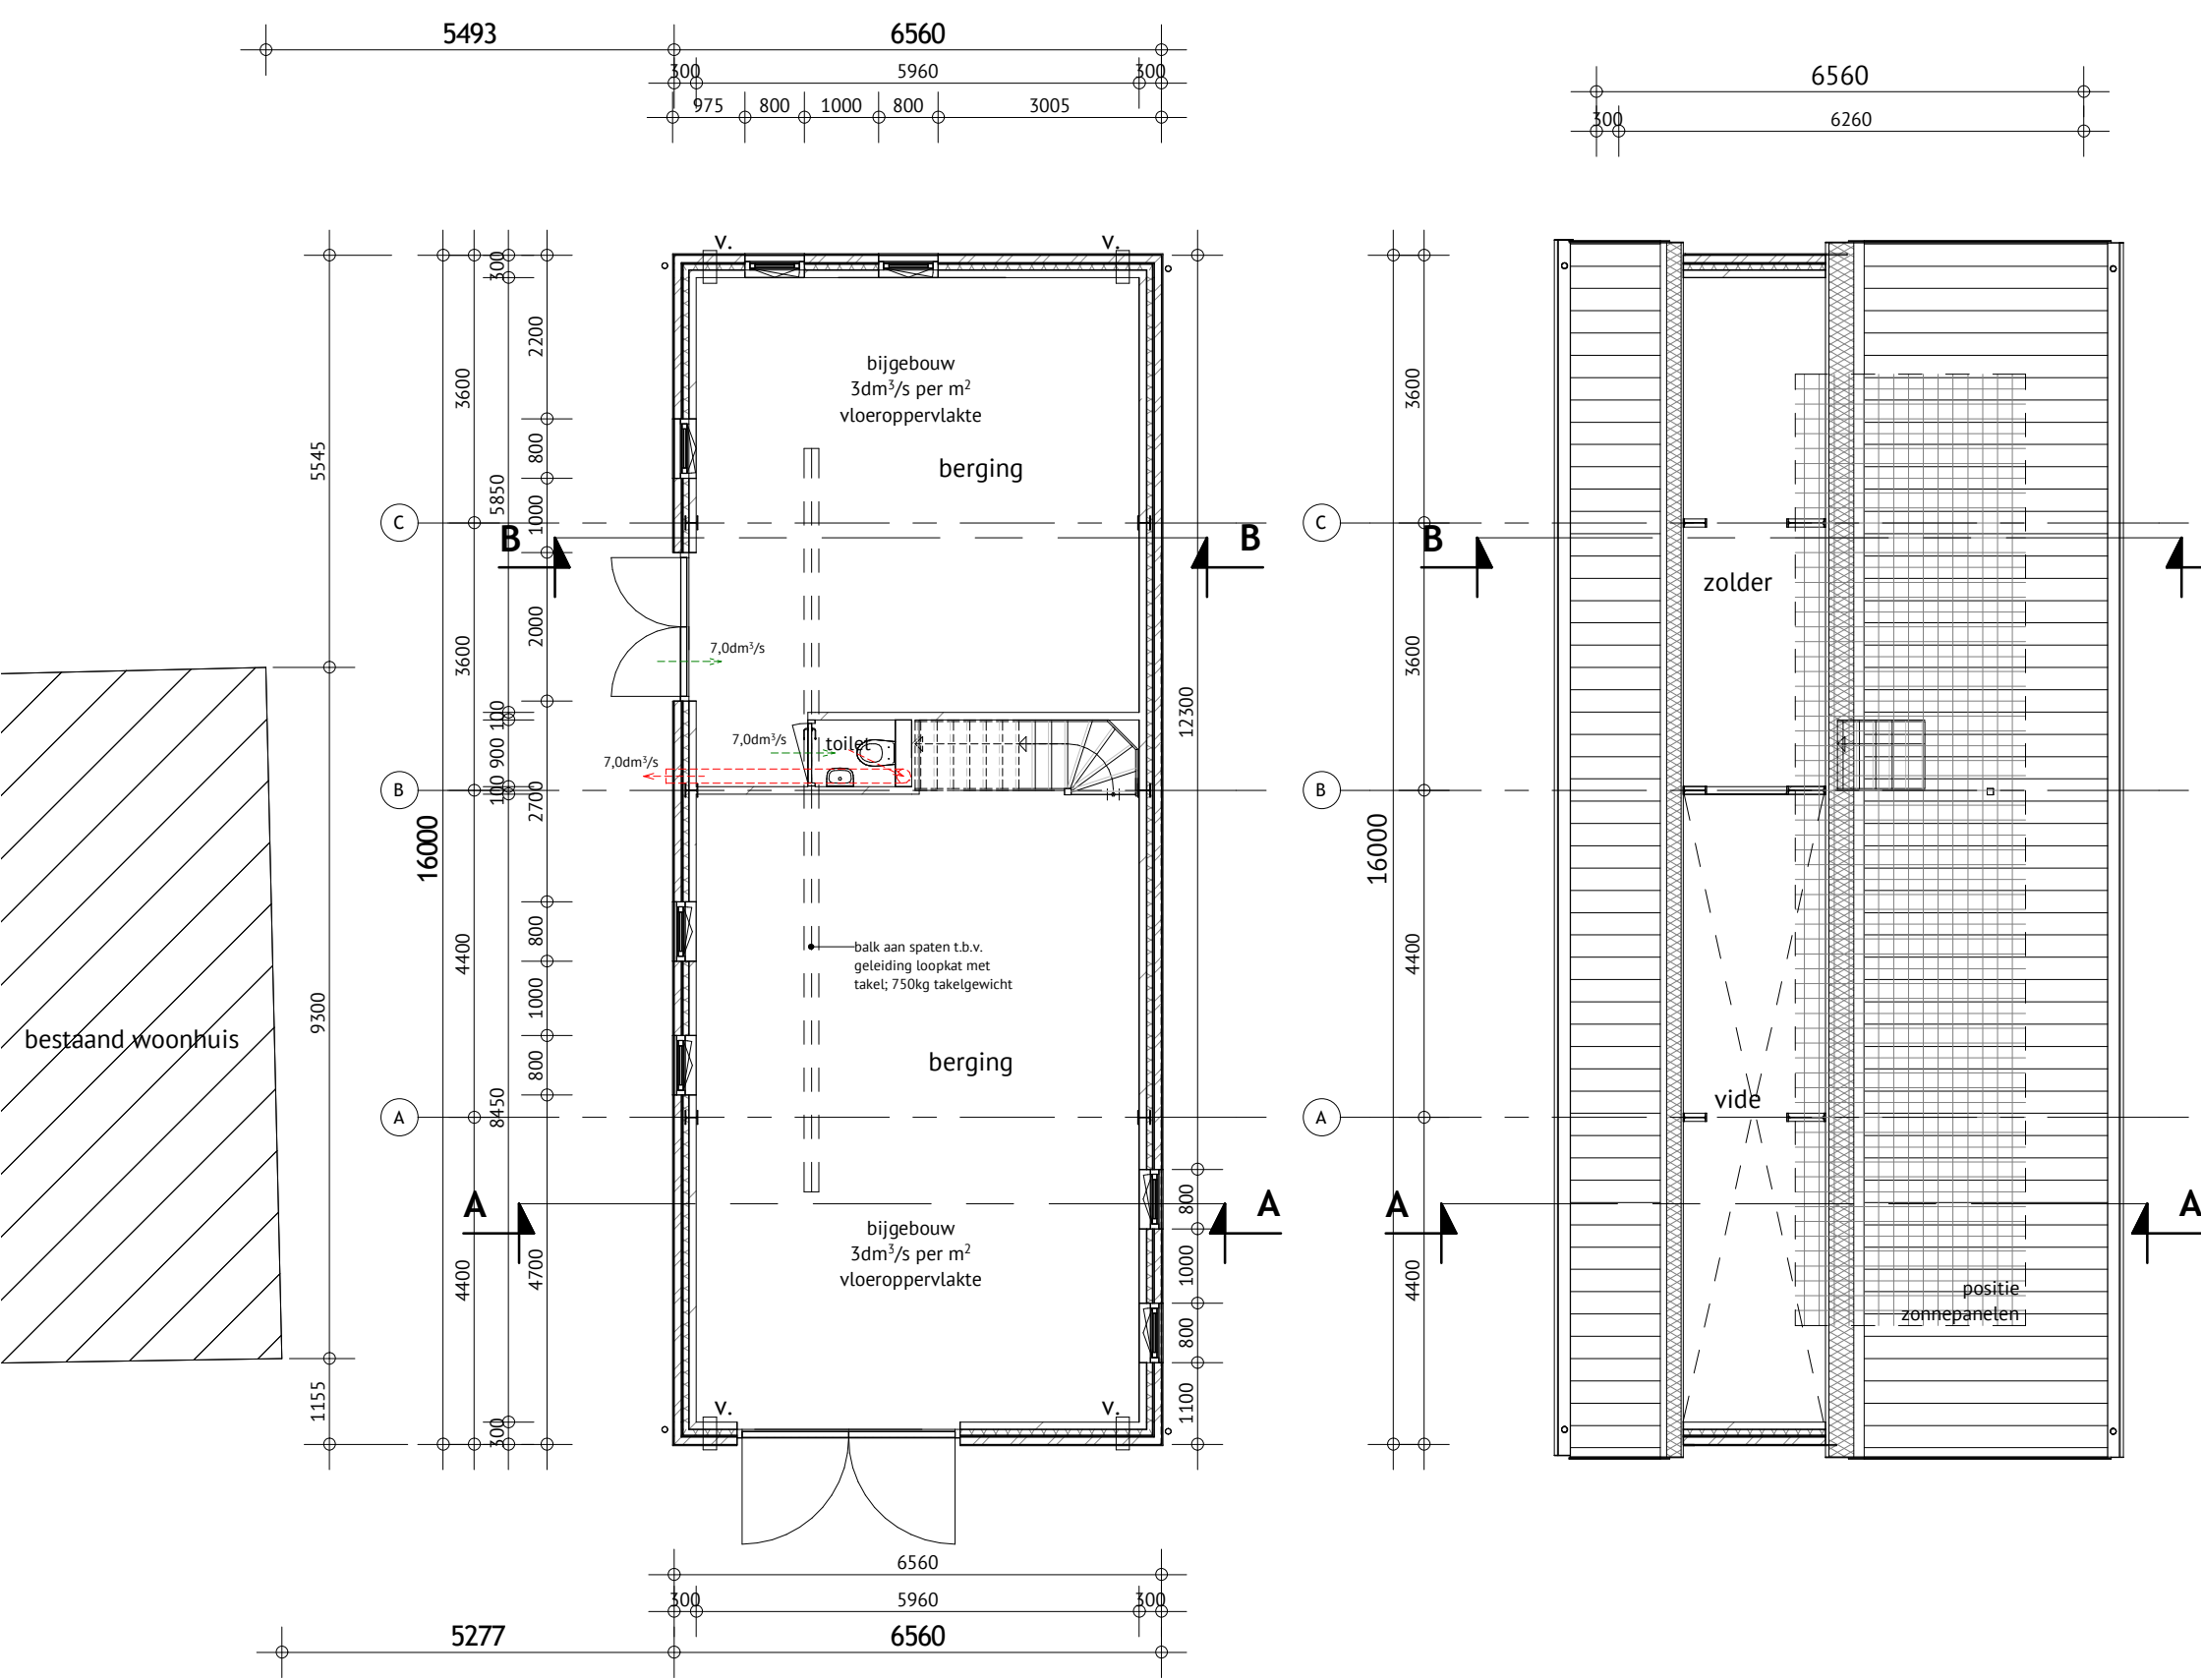 5493
6560
300
5960
300
975
800
1000
800
3005
6560
300
6260
v.
v.
300
2200
3600
5545
800
5850
1000
2000
3600
100
900
100
2700
16000
800
4400
1000
9300
800
8450
4700
4400
1155
300
bijgebouw
3dm³/s per m²
vloeroppervlakte
berging
C
B
B
7,0dm³/s
7,0dm³/s
toilet
7,0dm³/s
B
12300
balk aan spaten t.b.v.
geleiding loopkat met
takel; 750kg takelgewicht
bestaand woonhuis
berging
A
A
A
800
1000
800
1100
bijgebouw
3dm³/s per m²
vloeroppervlakte
v.
v.
6560
300
5960
300
5277
6560
3600
C
B
zolder
3600
B
16000
4400
vide
A
A
A
4400
positie
zonnepanelen